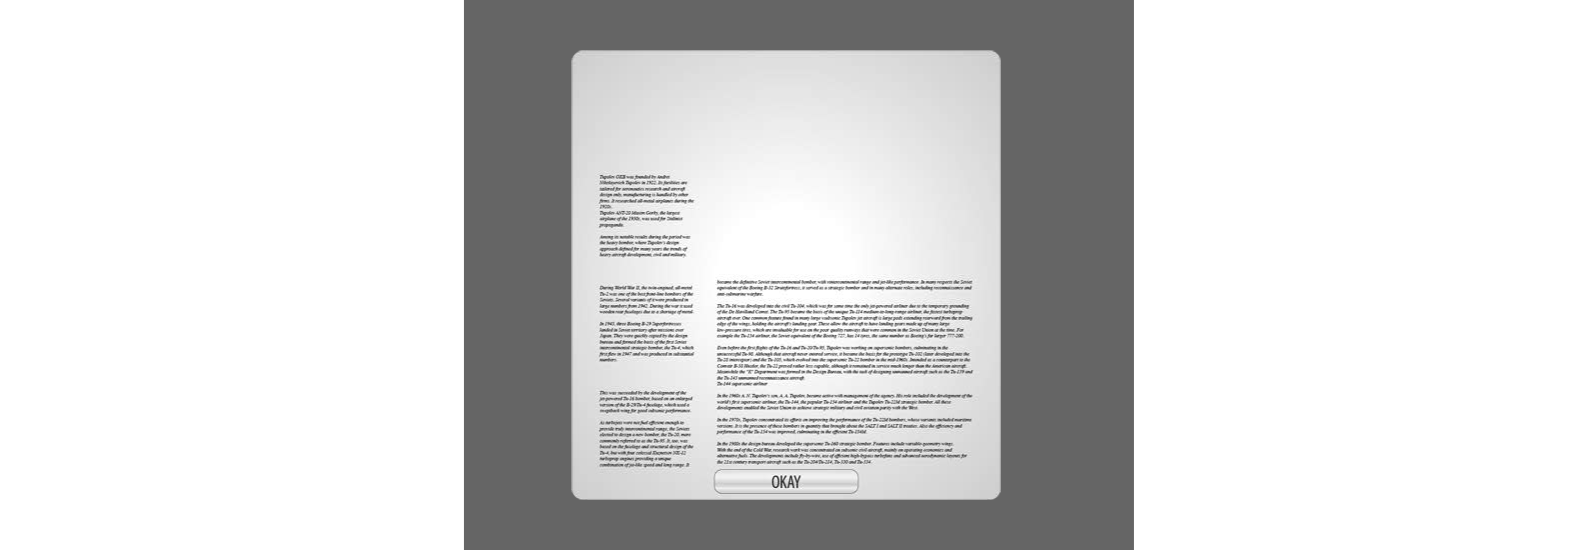 Tupolev OKB was founded by Andrei
Nikolayevich Tupolev in 1922. Its facilities are
tailored for aeronautics research and aircraft
design only, manufacturing is handled by other
firms. It researched all-metal airplanes during the
1920s.
Tupolev ANT-20 Maxim Gorky, the largest
airplane of the 1930s, was used for Stalinist
propaganda.
Among its notable results during the period was
the heavy bomber, where Tupolev's design
approach defined for many years the trends of
heavy aircraft development, civil and military.
During World War II, the twin-engined, all-metal
Tu-2 was one of the best front-line bombers of the
Soviets. Several variants of it were produced in
large numbers from 1942. During the war it used
wooden rear fuselages due to a shortage of metal.
In 1945, three Boeing B-29 Superfortresses
landed in Soviet territory after missions over
Japan. They were quickly copied by the design
bureau and formed the basis of the first Soviet
intercontinental strategic bomber, the Tu-4, which
first flew in 1947 and was produced in substantial
numbers.
This was succeeded by the development of the
jet-powered Tu-16 bomber, based on an enlarged
version of the B-29/Tu-4 fuselage, which used a
sweptback wing for good subsonic performance.
As turbojets were not fuel efficient enough to
provide truly intercontinental range, the Soviets
elected to design a new bomber, the Tu-20, more
commonly referred to as the Tu-95. It, too, was
based on the fuselage and structural design of the
Tu-4, but with four colossal Kuznetsov NK-12
turboprop engines providing a unique
combination of jet-like speed and long range. It
became the definitive Soviet intercontinental bomber, with intercontinental range and jet-like performance. In many respects the Soviet
equivalent of the Boeing B-52 Stratofortress, it served as a strategic bomber and in many alternate roles, including reconnaissance and
anti-submarine warfare.
The Tu-16 was developed into the civil Tu-104, which was for some time the only jet-powered airliner due to the temporary grounding
of the De Havilland Comet. The Tu-95 became the basis of the unique Tu-114 medium-to-long-range airliner, the fastest turboprop
aircraft ever. One common feature found in many large subsonic Tupolev jet aircraft is large pods extending rearward from the trailing
edge of the wings, holding the aircraft's landing gear. These allow the aircraft to have landing gears made up of many large
low-pressure tires, which are invaluable for use on the poor quality runways that were common in the Soviet Union at the time. For
example the Tu-154 airliner, the Soviet equivalent of the Boeing 727, has 14 tires, the same number as Boeing's far larger 777-200.
Even before the first flights of the Tu-16 and Tu-20/Tu-95, Tupolev was working on supersonic bombers, culminating in the
unsuccessful Tu-98. Although that aircraft never entered service, it became the basis for the prototype Tu-102 (later developed into the
Tu-28 interceptor) and the Tu-105, which evolved into the supersonic Tu-22 bomber in the mid-1960s. Intended as a counterpart to the
Convair B-58 Hustler, the Tu-22 proved rather less capable, although it remained in service much longer than the American aircraft.
Meanwhile the "K" Department was formed in the Design Bureau, with the task of designing unmanned aircraft such as the Tu-139 and
the Tu-143 unmanned reconnaissance aircraft.
Tu-144 supersonic airliner
In the 1960s A. N. Tupolev's son, A. A. Tupolev, became active with management of the agency. His role included the development of the
world's first supersonic airliner, the Tu-144, the popular Tu-154 airliner and the Tupolev Tu-22M strategic bomber. All these
developments enabled the Soviet Union to achieve strategic military and civil aviation parity with the West.
In the 1970s, Tupolev concentrated its efforts on improving the performance of the Tu-22M bombers, whose variants included maritime
versions. It is the presence of these bombers in quantity that brought about the SALT I and SALT II treaties. Also the efficiency and
performance of the Tu-154 was improved, culminating in the efficient Tu-154M.
In the 1980s the design bureau developed the supersonic Tu-160 strategic bomber. Features include variable-geometry wings.
With the end of the Cold War, research work was concentrated on subsonic civil aircraft, mainly on operating economics and
alternative fuels. The developments include fly-by-wire, use of efficient high-bypass turbofans and advanced aerodynamic layouts for
the 21st century transport aircraft such as the Tu-204/Tu-214, Tu-330 and Tu-334.
OKAY